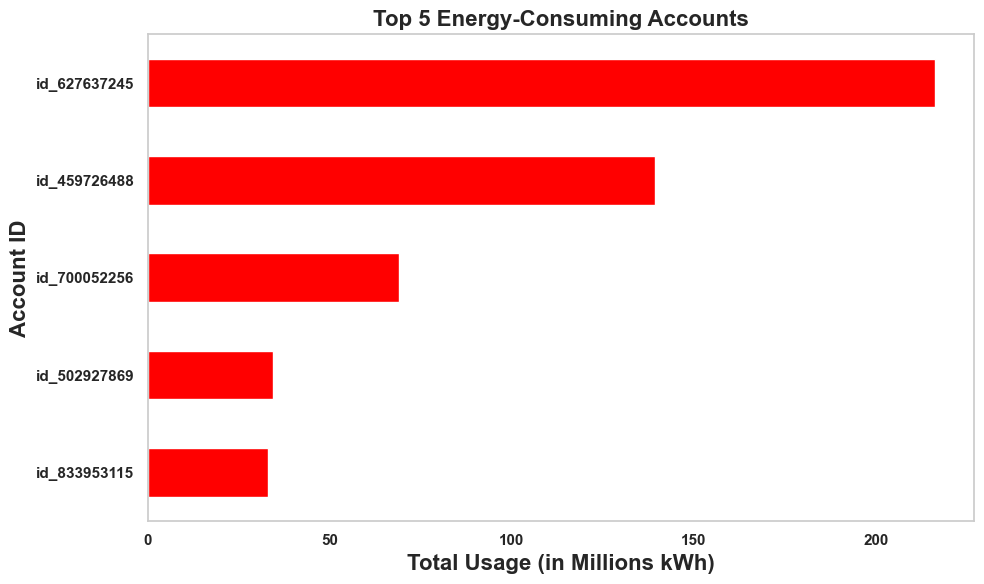 Top 5 Energy-Consuming Accounts
Account ID
id_627637245
id_459726488
id_700052256
id_502927869
id_833953115
0 50 100 150 200
Total Usage (in Millions kWh)